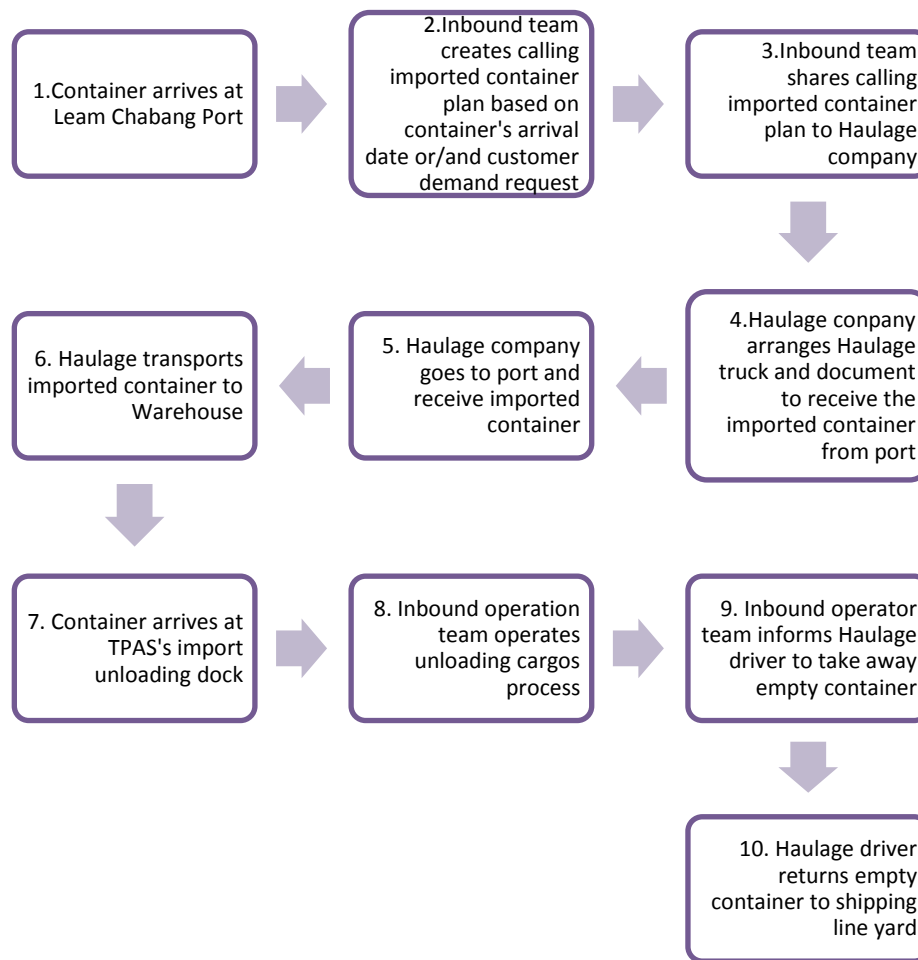 1.Container arrives at
Leam Chabang Port
2.Inbound team
creates calling
imported container
plan based on
container's arrival
date or/and customer
demand request
3.Inbound team
shares calling
imported container
plan to Haulage
company
4.Haulage conpany
arranges Haulage
truck and document
to receive the
imported container
from port
5. Haulage company
goes to port and
receive imported
container
6. Haulage transports
imported container to
Warehouse
7. Container arrives at
TPAS's import
unloading dock
8. Inbound operation
team operates
unloading cargos
process
9. Inbound operator
team informs Haulage
driver to take away
empty container
10. Haulage driver
returns empty
container to shipping
line yard